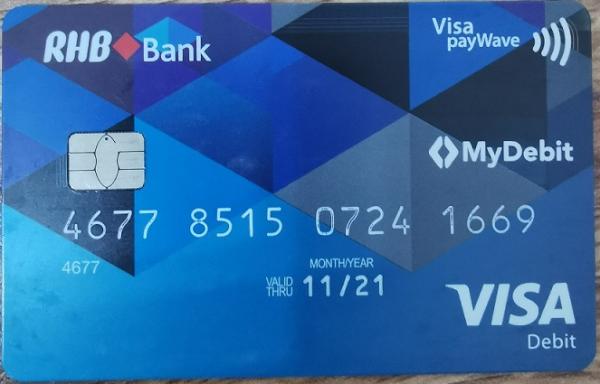 RHB Bank
Visa
payWave
MyDebit
4677 8515 0724 1669
4677
MONTH/YEAR
VALID
THRU 11/21
VISA
Debit